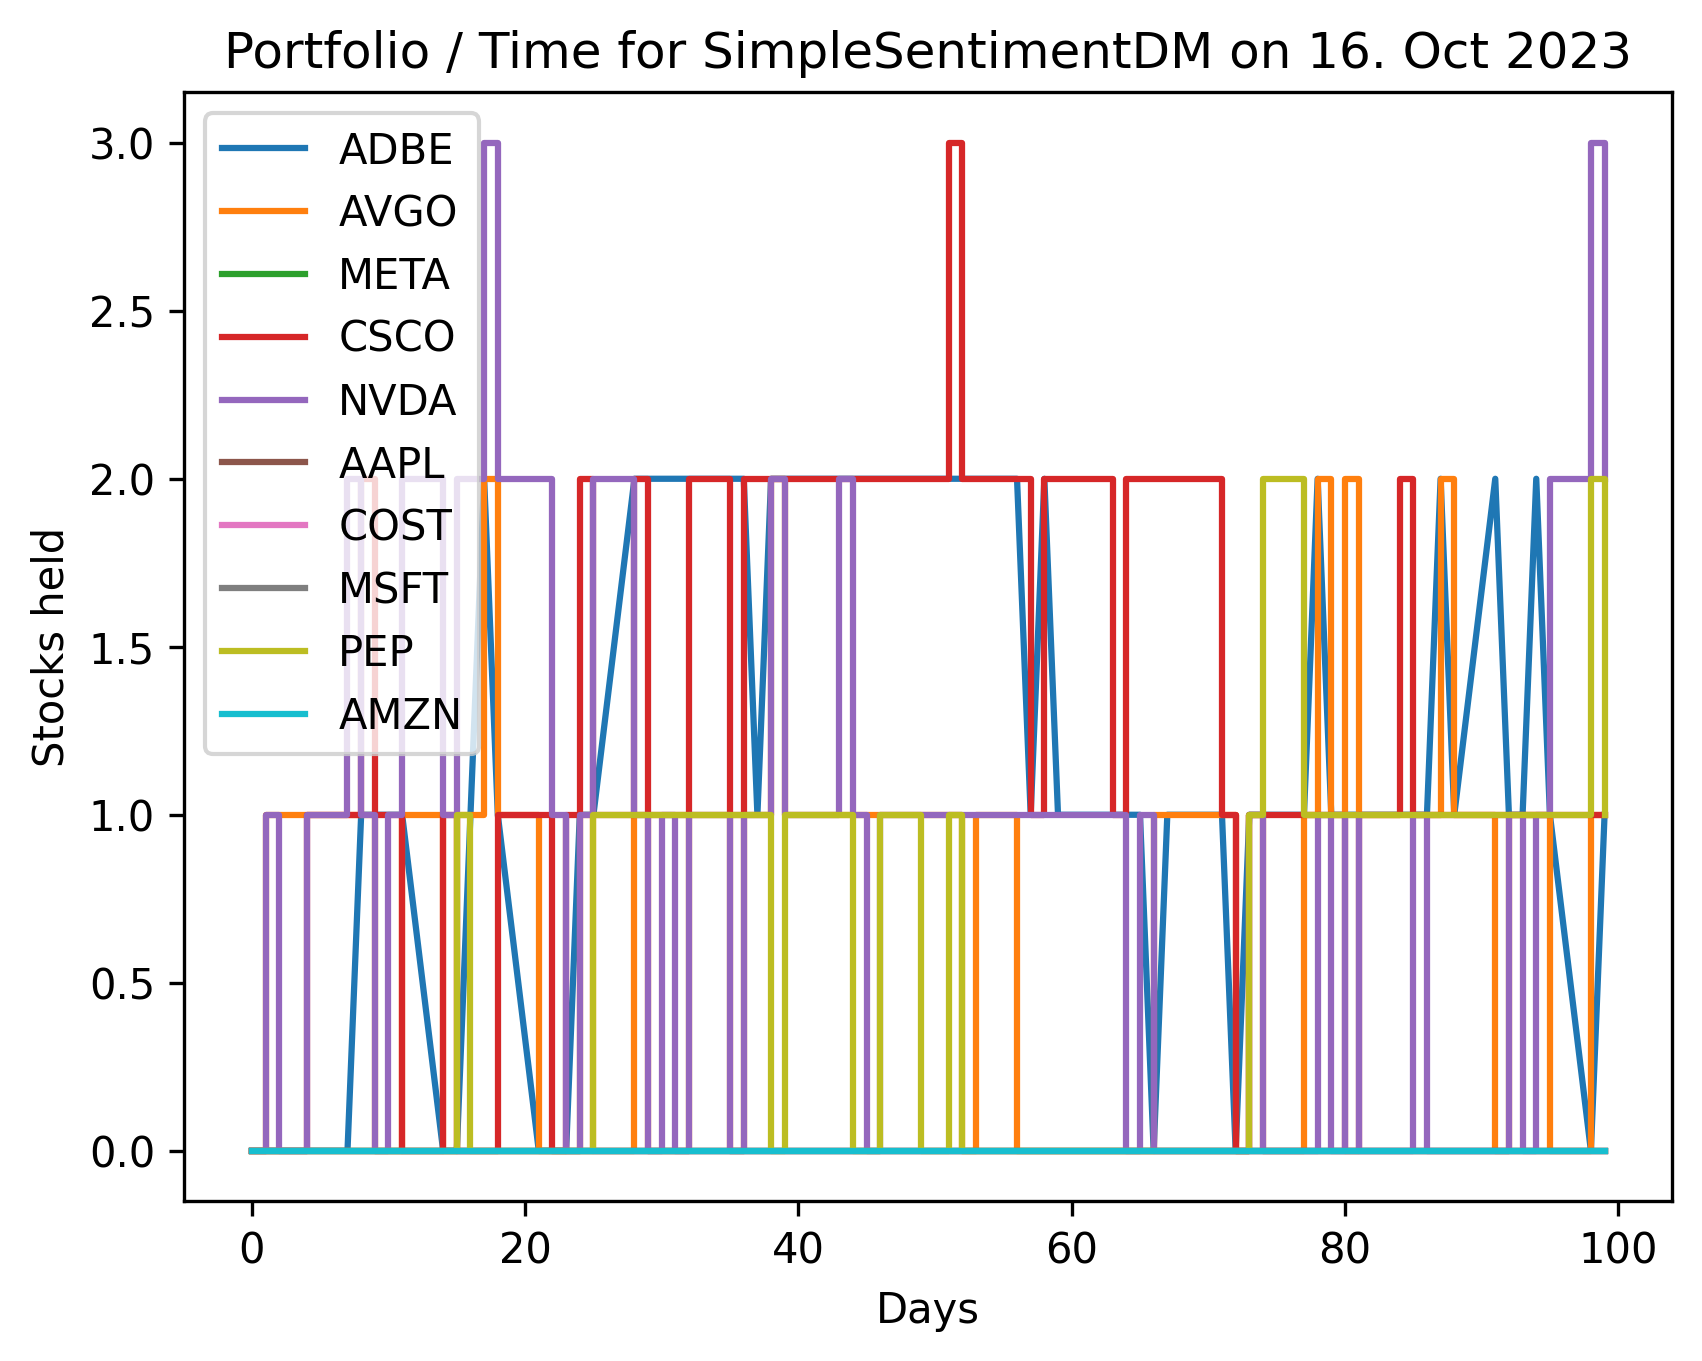 Portfolio / Time for SimpleSentimentDM on 16. Oct 2023
ADBE
AVGO
META
CSCO
NVDA
AAPL
COST
MSFT
PEP
AMZN
Stocks held
3.0
2.5
2.0
1.5
1.0
0.5
0.0
0 20 40 60 80 100
Days